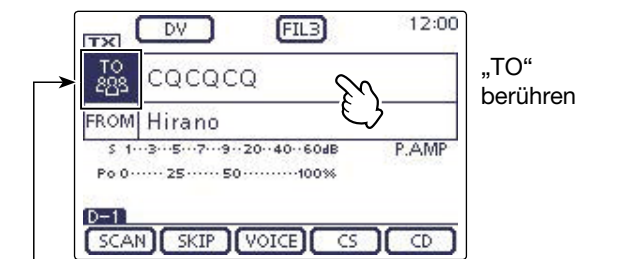 DV FIL3 12:00
TX
TO CQCQCQ
„TO“
berühren
FROM Hirano
S 1···3···5···7···9··20··40··60dB P.AMP
Po 0······25······50··········100%
D-1
SCAN SKIP VOICE CS CD